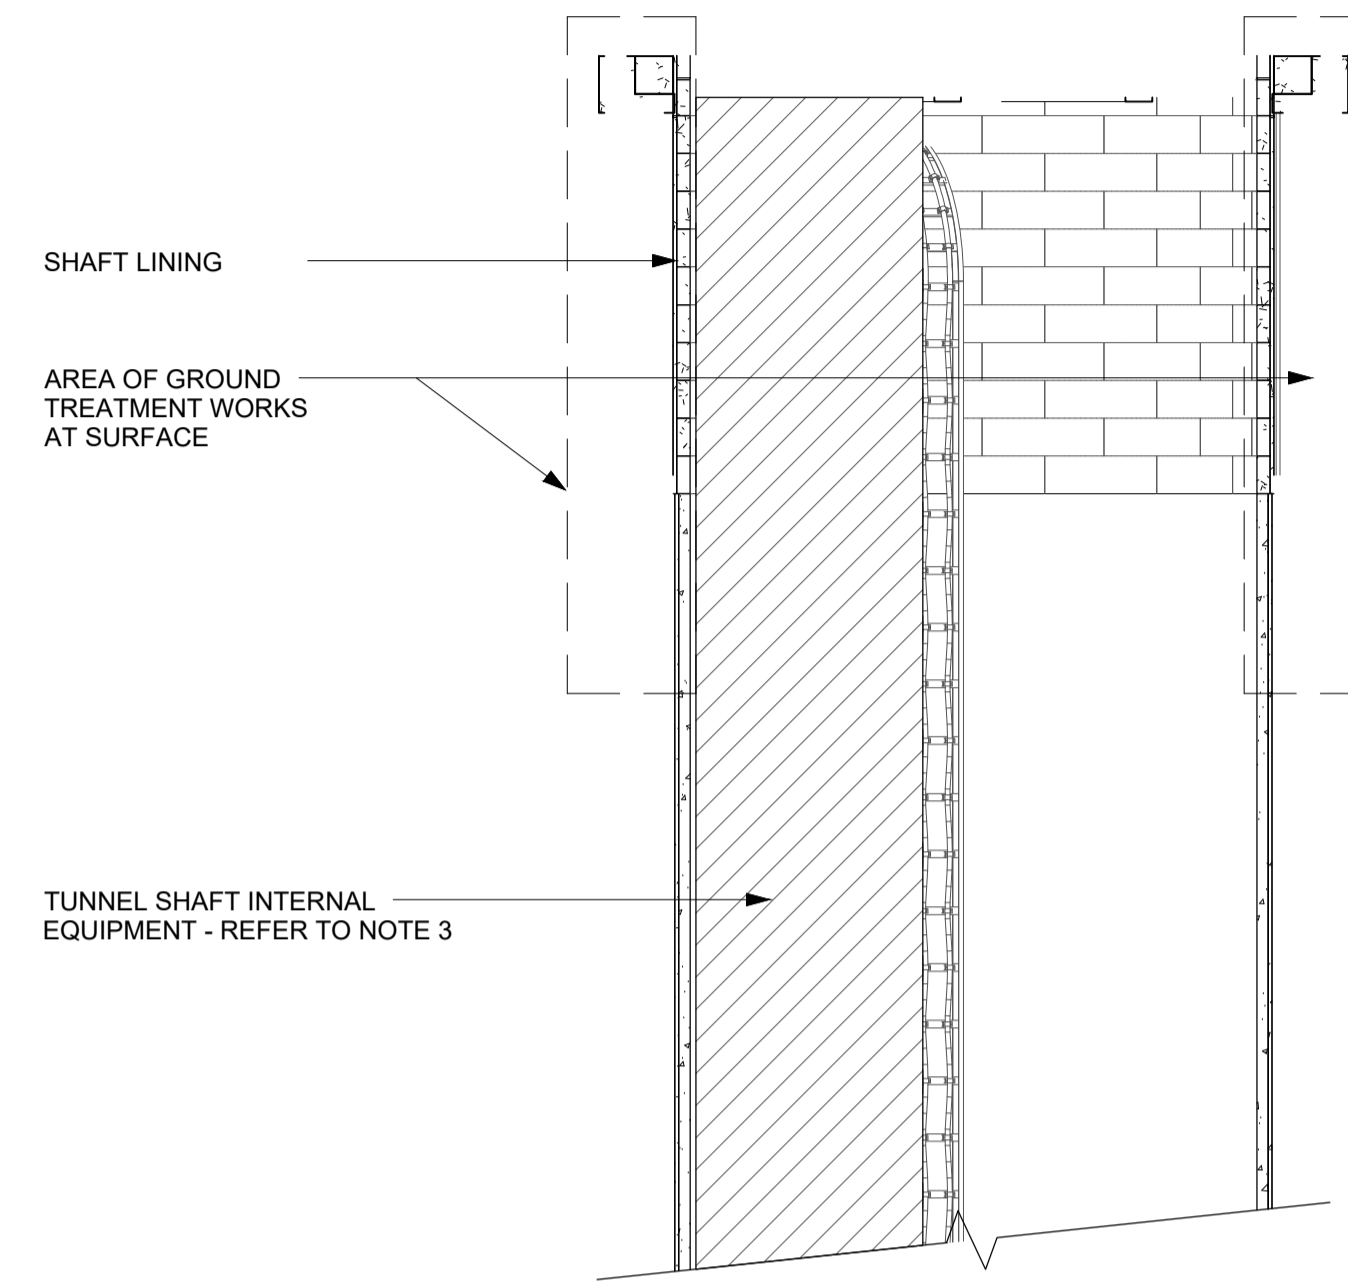 SHAFT LINING
AREA OF GROUND
TREATMENT WORKS
AT SURFACE
TUNNEL SHAFT INTERNAL
EQUIPMENT - REFER TO NOTE 3